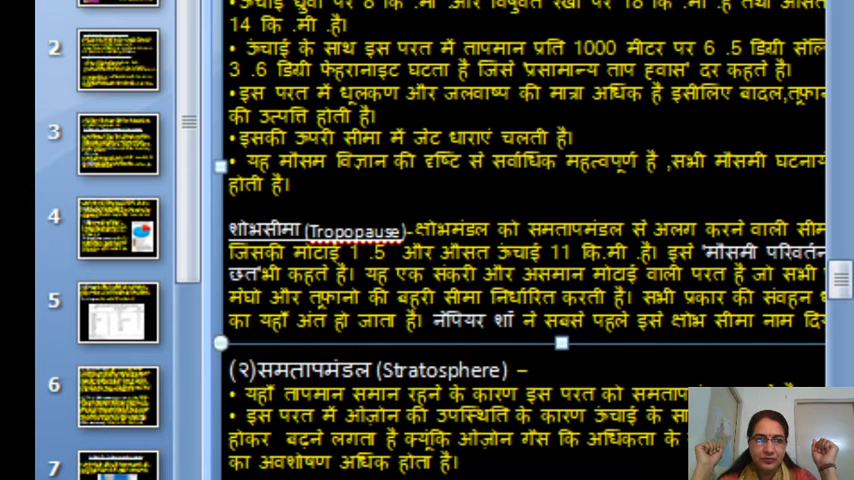 •ऊंचाई ध्रुवों पर 8 कि .मी .और विषुवत रेखा पर 18 कि .मी .है तथा औसत
14 कि .मी .है।
2
• ऊंचाई के साथ इस परत में तापमान प्रति 1000 मीटर पर 6 .5 डिग्री
3 .6 डिग्री फेहरानाइट घटता है जिसे 'प्रसामान्य ताप ह्वास' दर कहते है।
•इस परत में धूलकण और जलवाष्प की मात्रा अधिक है इसीलिए बादल,तूफान
की उत्पत्ति होती है।
3
•इसकी ऊपरी सीमा में जेट धाराएं चलती है।
• यह मौसम विज्ञान की दृष्टि से सर्वाधिक महत्वपूर्ण है ,सभी मौसमी
होती है।
4
शोभसीमा (Tropopause)-क्षोभमंडल को समतापमंडल से अलग करने वाली
जिसकी मोटाई 1 .5 और औसत ऊंचाई 11 कि.मी .है। इसे 'मौसमी परिवर्तन
छत'भी कहते है। यह एक संकरी और असमान मोटाई वाली परत है जो सभी
5
मेघो और तूफानो की बहरी सीमा निर्धारित करती है। सभी प्रकार की संवहन
का यहाँ अंत हो जाता है। नेपियर शॉ ने सबसे पहले इसे क्षोभ सीमा नाम
(२)समतापमंडल (Stratosphere) –
6
• यहाँ तापमान समान रहने के कारण इस परत को
• इस परत में ओज़ोन की उपस्थिति के कारण ऊंचाई के
होकर बढ़ने लगता है क्यूंकि ओज़ोन गैस कि अधिकता के
7
का अवशोषण अधिक होता है।